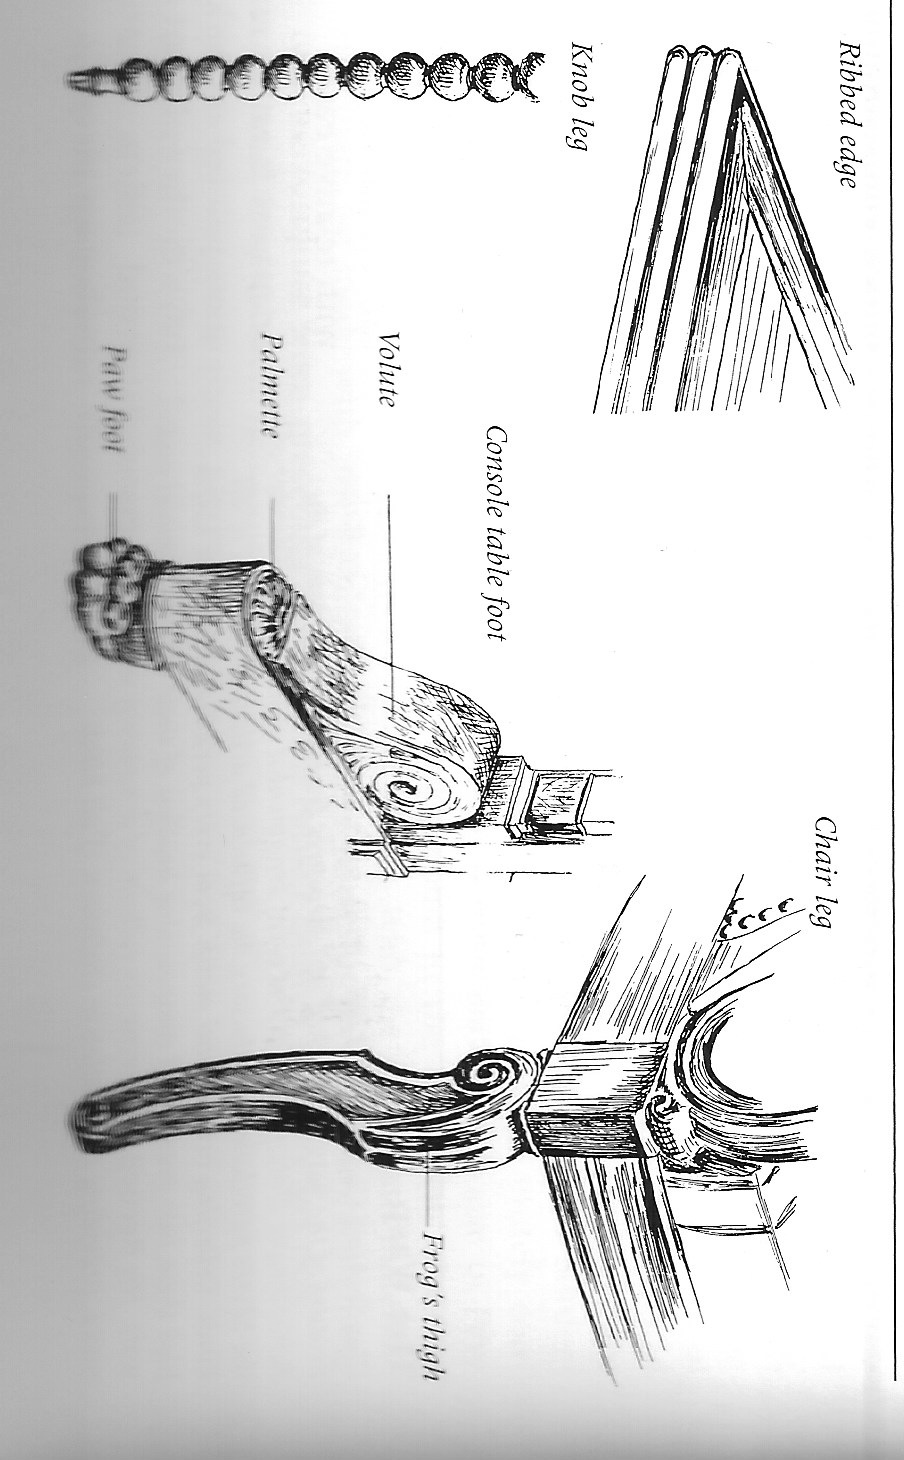 Ribbed edge
Knob leg
Console table foot
Volute
Palmette
Paw foot
Chair leg
Frog's thigh